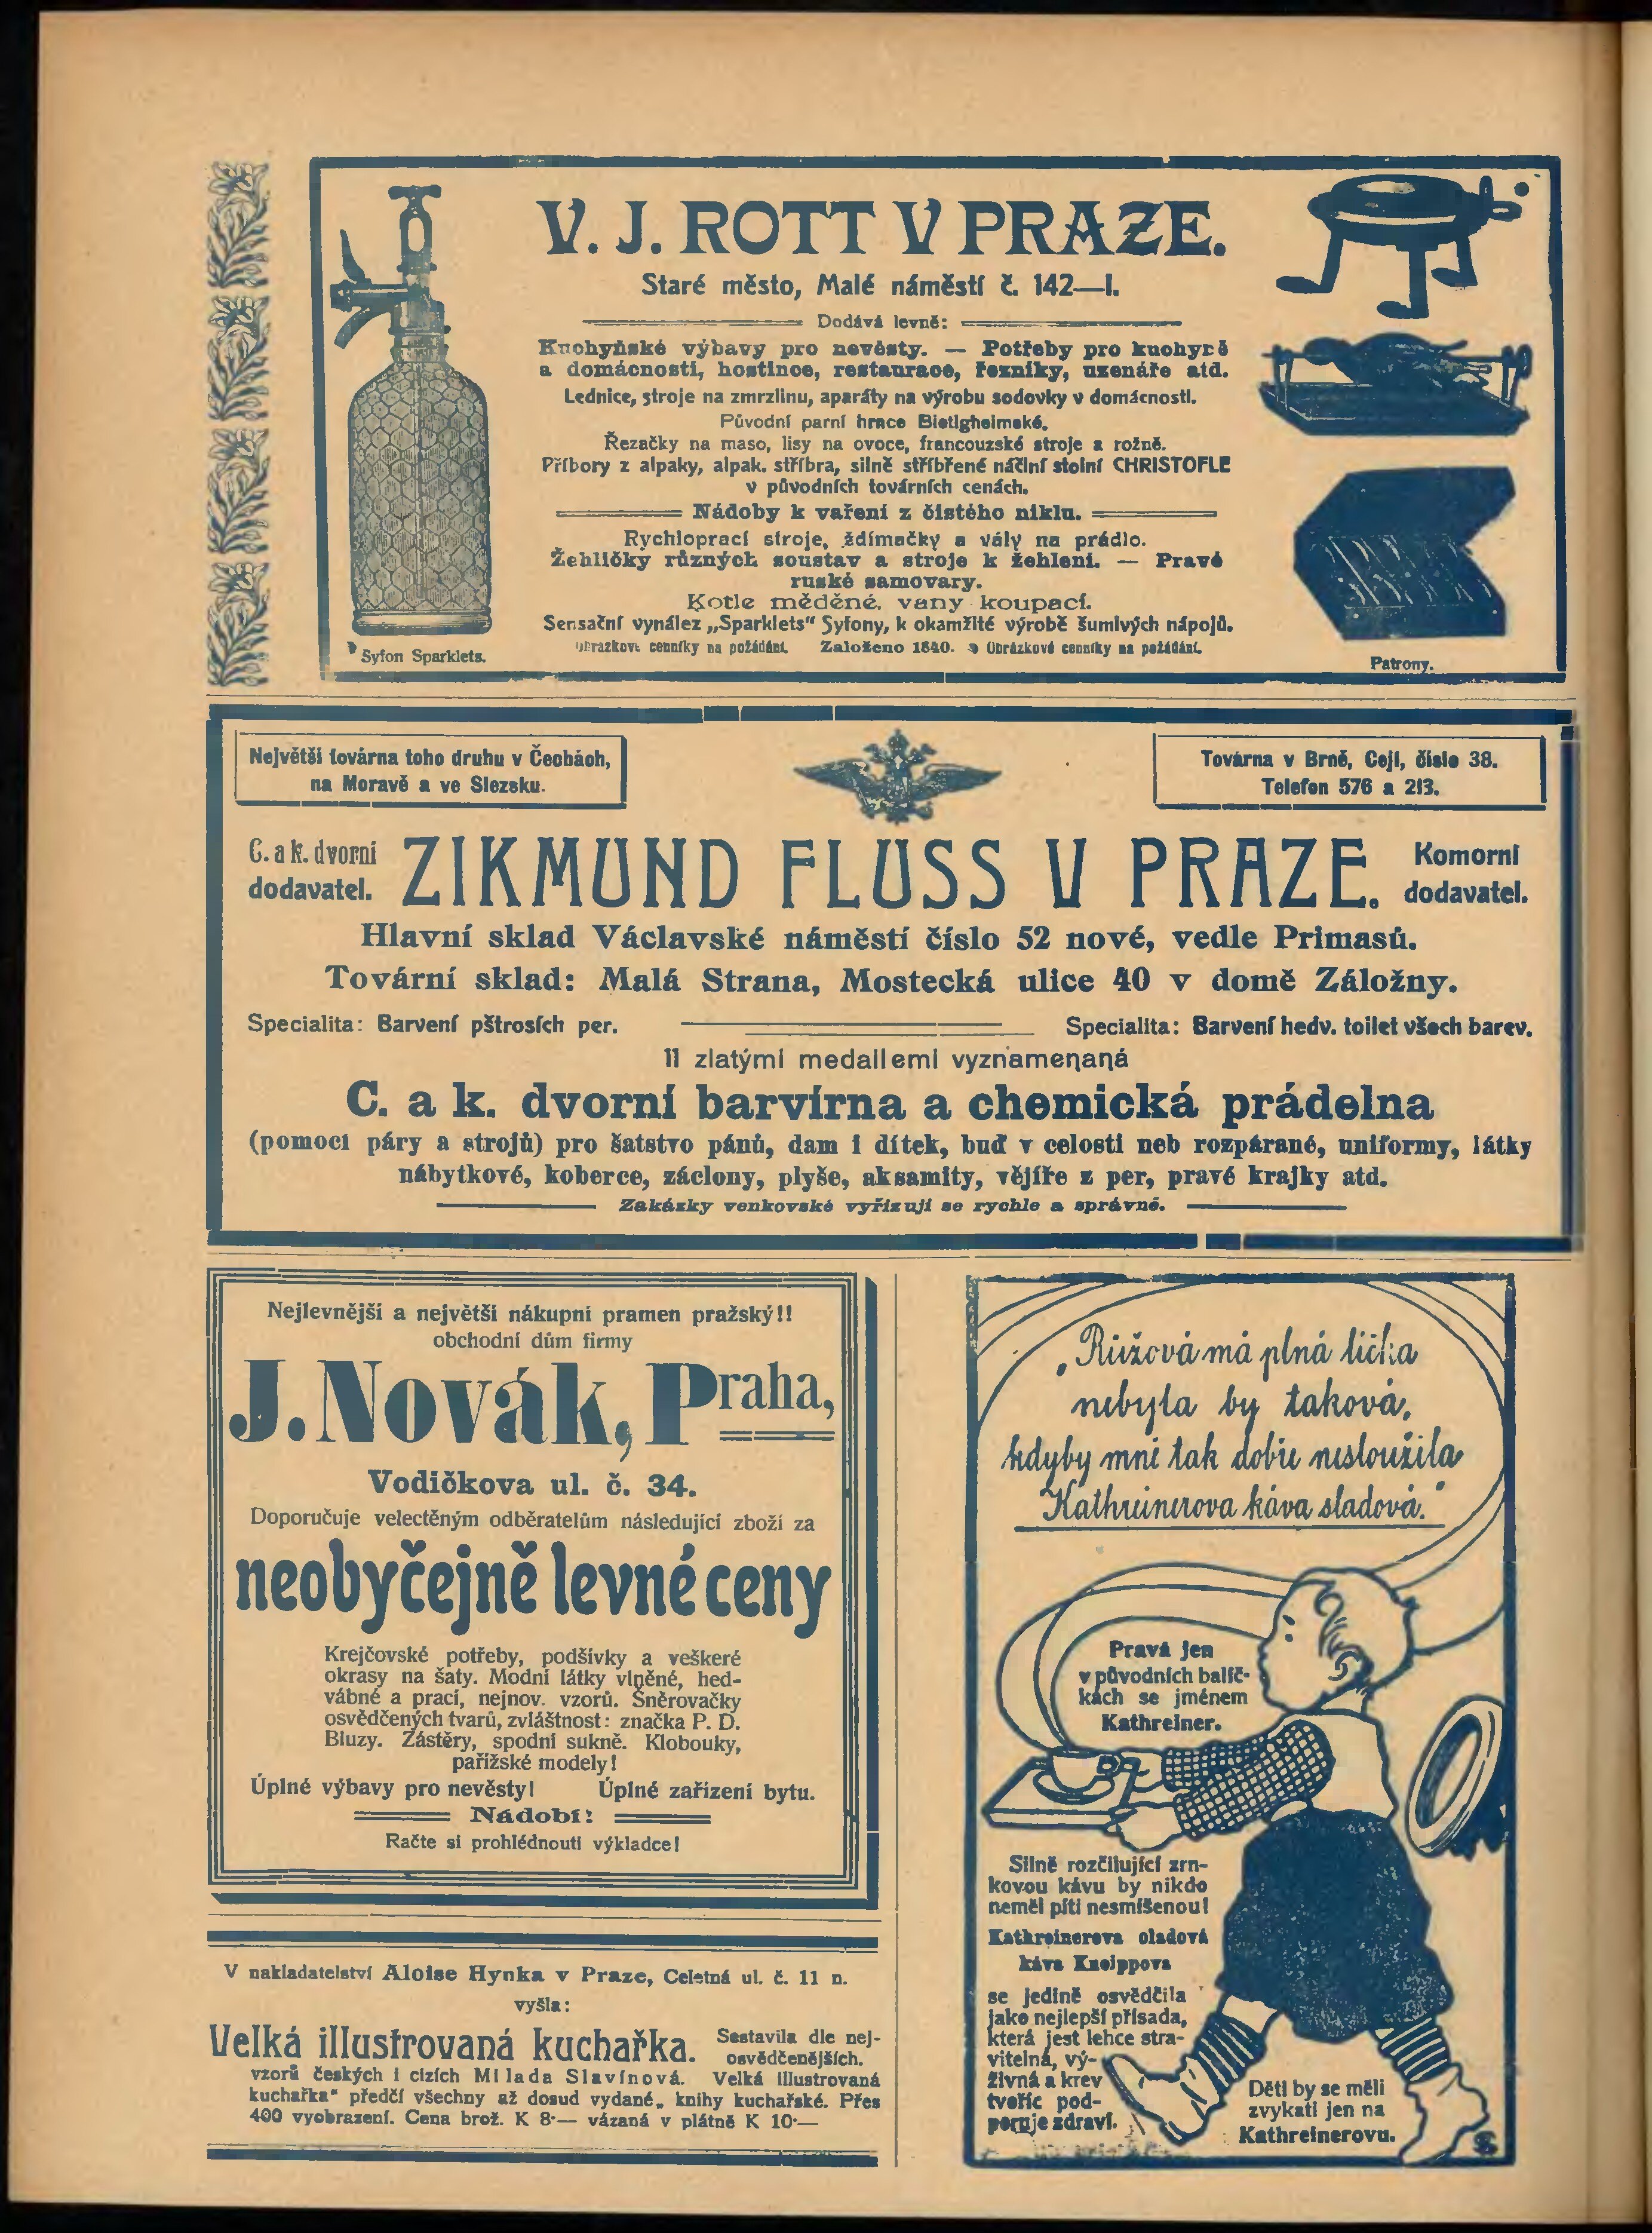 V. J. ROTT V PRAZE.
Staré město, Malé náměstí č. 142—I.
Dodává levně:
Kuchyňské výbavy pro nevěsty. — Potřeby pro kuchyně
a domácnosti, hostince, restaurace, řezníky, uzenáře atd.
Lednice, stroje na zmrzlinu, aparáty na výrobu sodovky v domácnosti.
Původní parní hrnce Bietigheimské.
Řezačky na maso, lisy na ovoce, francouzské stroje a rožně.
Příbory z alpaky, alpak. stříbra, silně stříbřené náčiní stolní CHRISTOFLE
v původních továrních cenách.
Nádoby k vaření z čistého niklu.
Rychloprací stroje, ždímačky a vály na prádlo.
Žehličky různých soustav a stroje k žehlení. — Pravé
ruské samovary.
Kotle měděné, vany koupací.
Sensační vynález „Sparklets“ Syfony, k okamžité výrobě šumivých nápojů.
Obrázkové cenníky na požádání. Založeno 1840. Obrázkové cenníky na požádání.
Syfon Sparklets.
Patrony.
Největší továrna toho druhu v Čechách,
na Moravě a ve Slezsku.
Továrna v Brně, Cejl, číslo 38.
Telefon 576 a 213.
C. a k. dvorní
dodavatel.
ZIKMUND FLUSS V PRAZE.
Komorní
dodavatel.
Hlavní sklad Václavské náměstí číslo 52 nové, vedle Primasů.
Tovární sklad: Malá Strana, Mostecká ulice 40 v domě Záložny.
Specialita: Barvení pštrosích per.
Specialita: Barvení hedv. toilet všech barev.
11 zlatými medailemi vyznamenaná
C. a k. dvorní barvírna a chemická prádelna
(pomocí páry a strojů) pro šatstvo pánů, dam i dítek, buď v celosti neb rozpárané, uniformy, látky
nábytkové, koberce, záclony, plyše, aksamity, vějíře z per, pravé krajky atd.
Zakázky venkovské vyřizují se rychle a správně.
Nejlevnější a největší nákupní pramen pražský!!
obchodní dům firmy
J. Novák, Praha,
Vodičkova ul. č. 34.
Doporučuje velectěným odběratelům následující zboží za
neobyčejně levné ceny
Krejčovské potřeby, podšívky a veškeré
okrasy na šaty. Modní látky vlněné, hed-
vábné a prací, nejnov. vzorů. Šněrovačky
osvědčených tvarů, zvláštnost: značka P. D.
Bluzy. Zástěry, spodní sukně. Klobouky,
pařížské modely!
Úplné výbavy pro nevěsty! Úplné zařízení bytu.
Nádobí!
Račte si prohlédnouti výkladce!
V nakladatelství Aloise Hynka v Praze, Celetná ul. č. 11 n.
vyšla:
Velká illustrovaná kuchařka. Sestavila dle nej-
osvědčenějších.
vzorů českých i cizích Milada Slavínová. Velká illustrovaná
kuchařka“ předčí všechny až dosud vydané„ knihy kuchařské. Přes
400 vyobrazení. Cena brož. K 8·— vázaná v plátně K 10·—
„Růžová má plná líčka
nebyla by taková,
kdyby mně tak dobře nesloužila
Kathreinerova káva sladová.“
Pravá jen
v původních balíč-
kách se jménem
Kathreiner.
Silně rozčilující zrn-
kovou kávu by nikdo
neměl píti nesmíšenou!
Kathreinerova sladová
káva Kneippova
se jedině osvědčila
jako nejlepší přísada,
která jest lehce stra-
vitelná, vý-
živná a krev
tvoříc pod-
poruje zdraví.
Děti by se měli
zvykati jen na
Kathreinerovu.